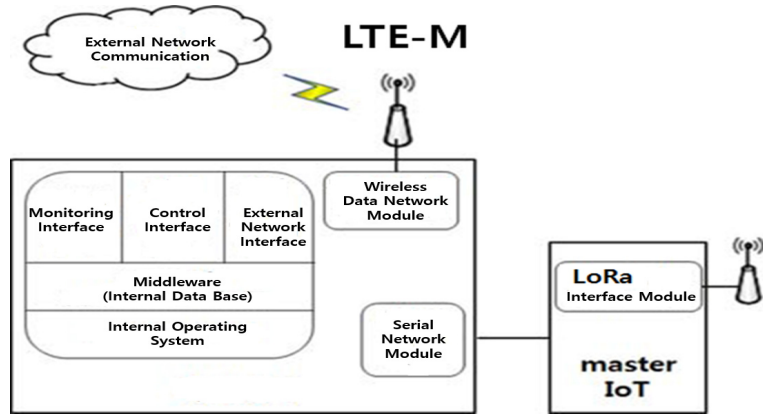 External Network
Communication
LTE-M
Monitoring
Interface
Control
Interface
External
Network
Interface
Wireless
Data Network
Module
Middleware
(Internal Data Base)
Internal Operating
System
Serial
Network
Module
LoRa
Interface Module
master
IoT